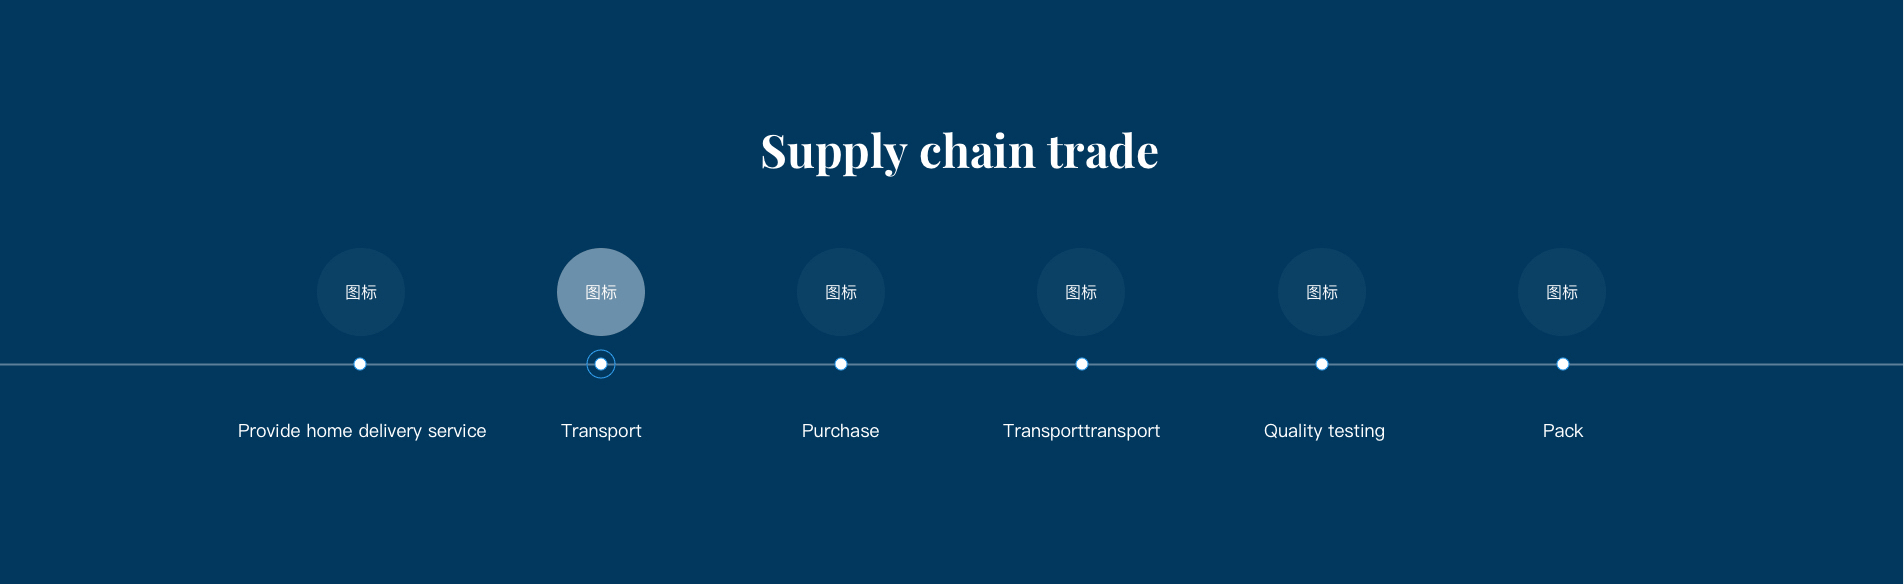 Supply chain trade
图标
图标
图标
图标
图标
图标
Provide home delivery service
Transport
Purchase
Transporttransport
Quality testing
Pack